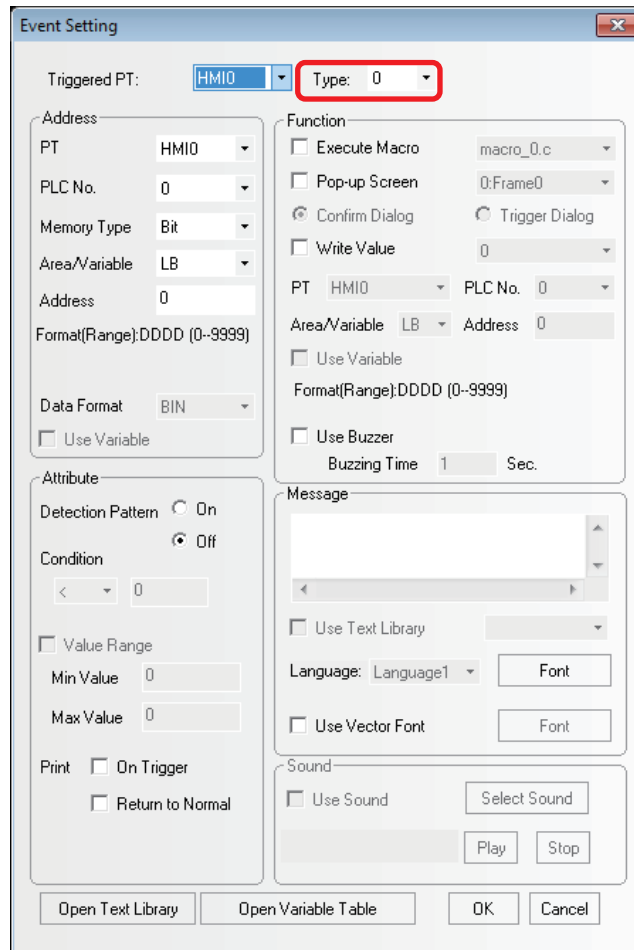 Event Setting
Triggered PT: HMI0 Type: 0
Address
PT HMI0
PLC No. 0
Memory Type Bit
Area/Variable LB
Address 0
Format(Range):DDDD (0--9999)
Data Format BIN
Use Variable
Attribute
Detection Pattern On
Off
Condition
< 0
Value Range
Min Value 0
Max Value 0
Print On Trigger
Return to Normal
Function
Execute Macro macro_0.c
Pop-up Screen 0:Frame0
Confirm Dialog Trigger Dialog
Write Value 0
PT HMI0 PLC No. 0
Area/Variable LB Address 0
Use Variable
Format(Range):DDDD (0--9999)
Use Buzzer
Buzzing Time 1 Sec.
Message
Use Text Library
Language: Language1 Font
Use Vector Font Font
Sound
Use Sound Select Sound
Play Stop
Open Text Library Open Variable Table OK Cancel